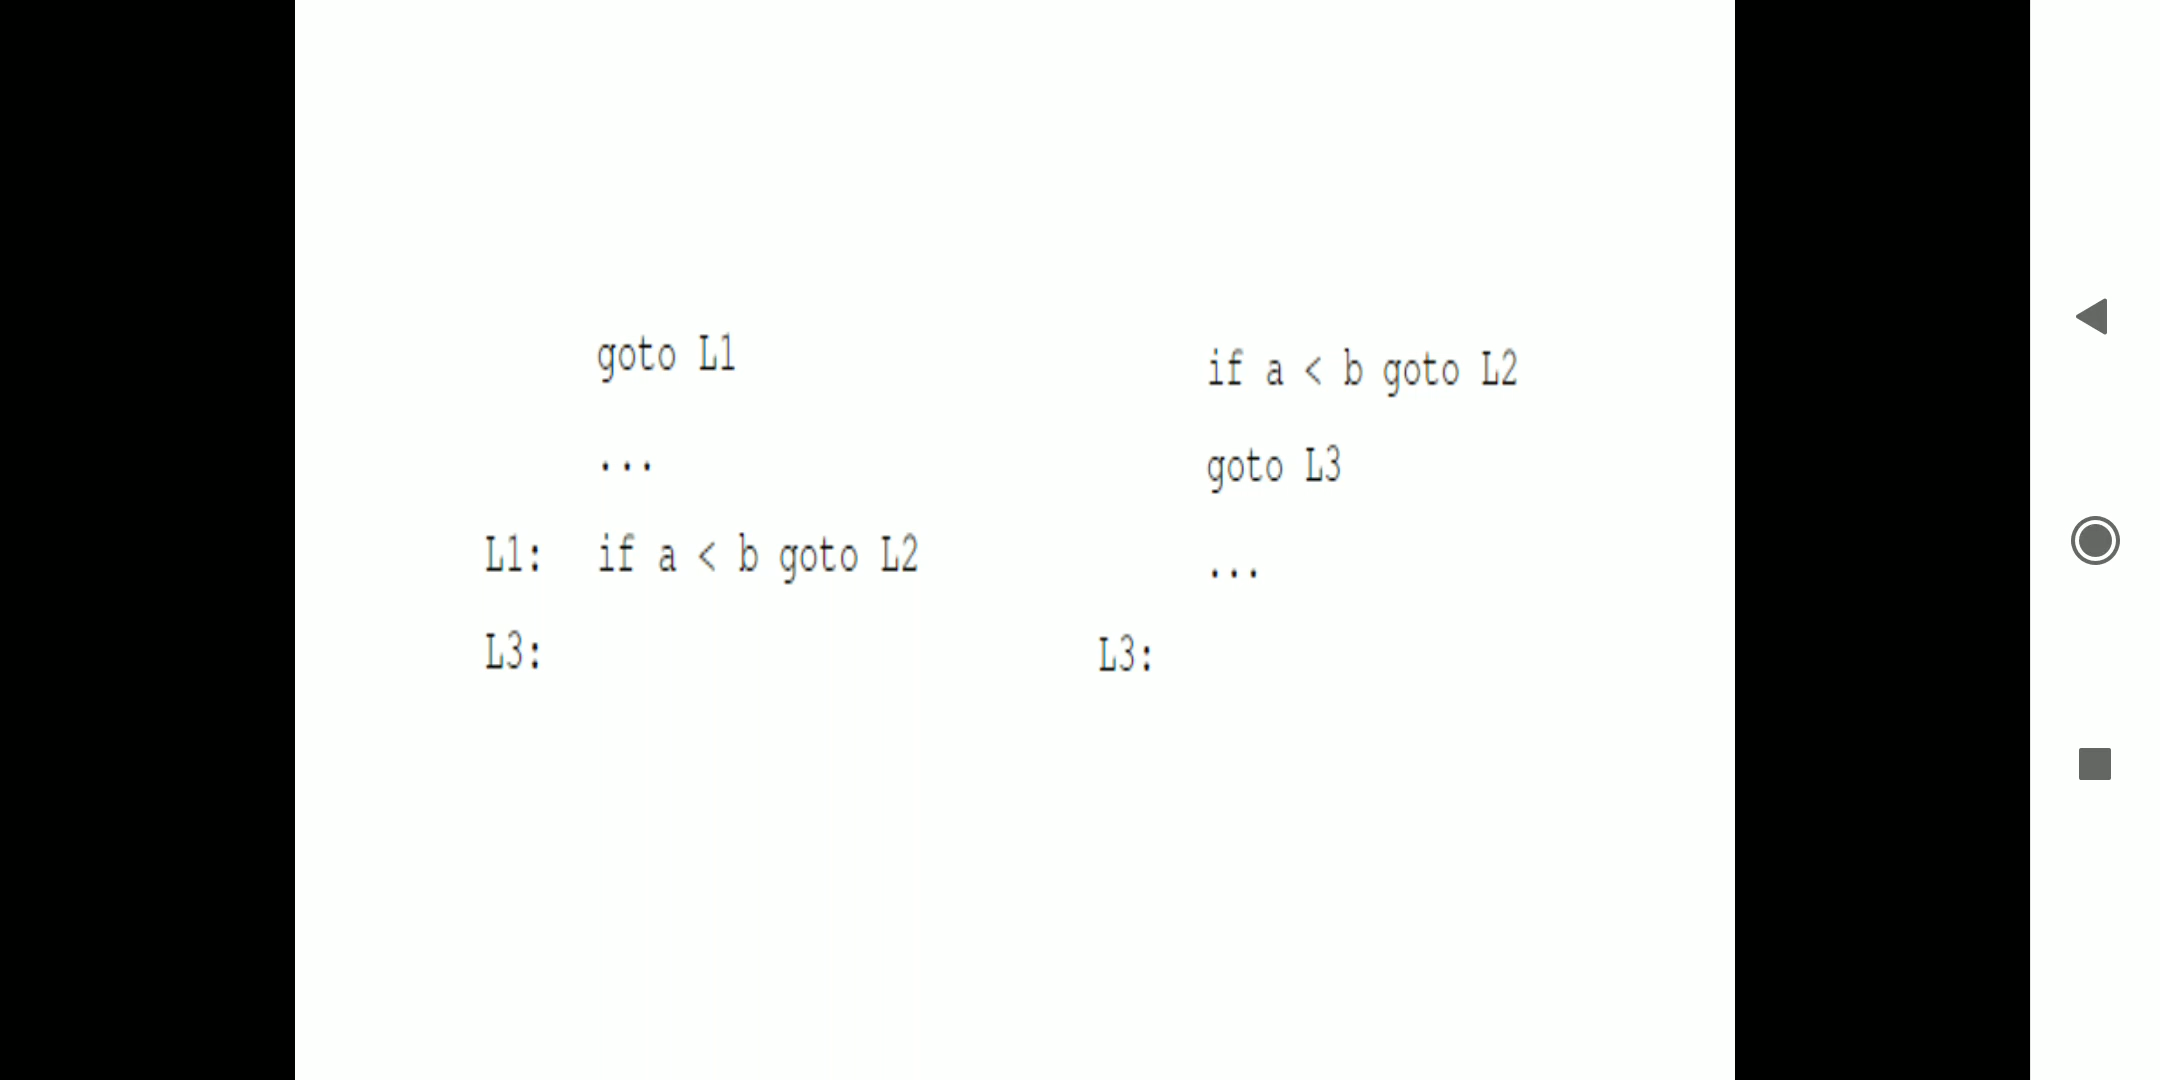 goto L1
...
L1: if a < b goto L2
L3:
if a < b goto L2
goto L3
...
L3: